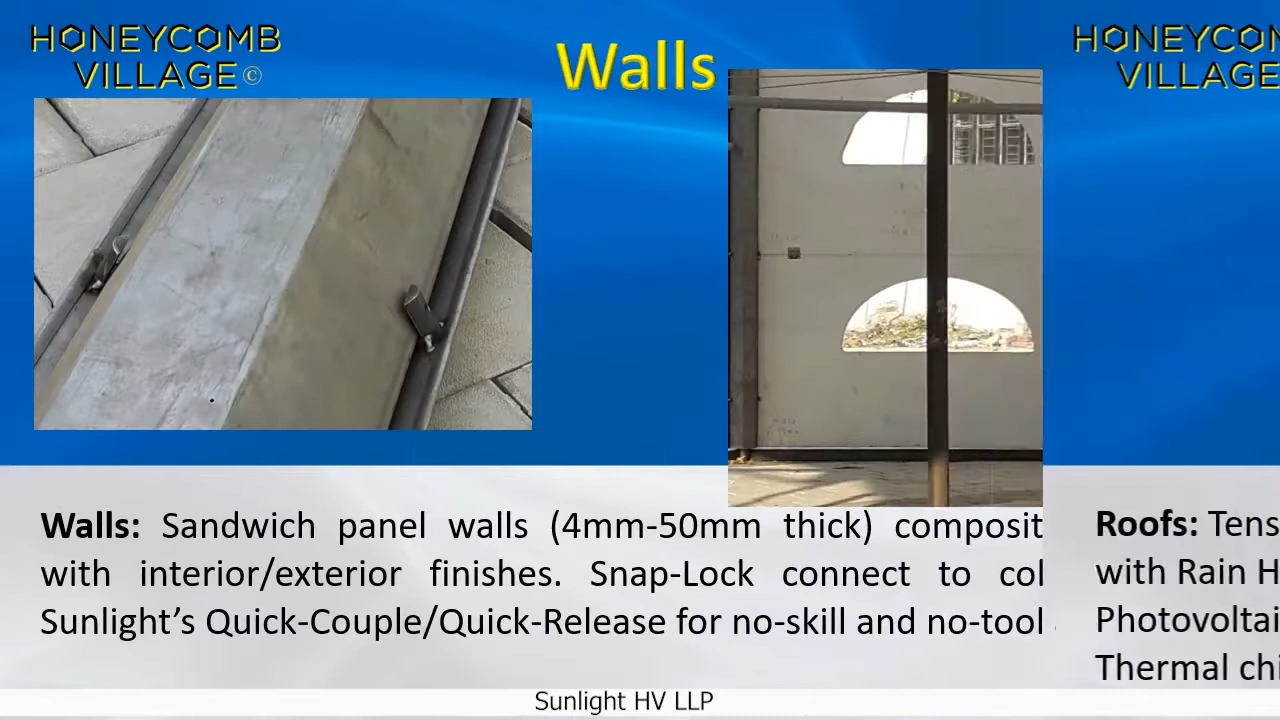 HONEYCOMB
VILLAGE©
Walls
Walls: Sandwich panel walls (4mm-50mm thick) composit
with interior/exterior finishes. Snap-Lock connect to col
Sunlight’s Quick-Couple/Quick-Release for no-skill and no-tool
HONEYCOM
VILLAGE
Roofs: Tens
with Rain H
Photovoltai
Thermal chi
Sunlight HV LLP